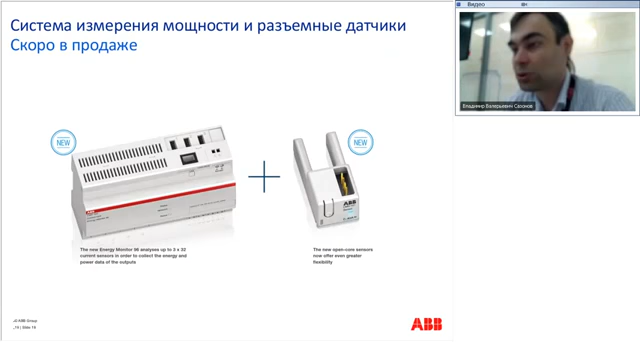 Система измерения мощности и разъемные датчики
Скоро в продаже
Видео
Владимир Валерьевич Сазонов
NEW
NEW
ABB
ABB
The new Energy Monitor 96 analyses up to 3 x 32
current sensors in order to collect the energy and
power data of the outputs
The new open-core sensors
now offer even greater
flexibility
ABB Group
| Slide 19
ABB